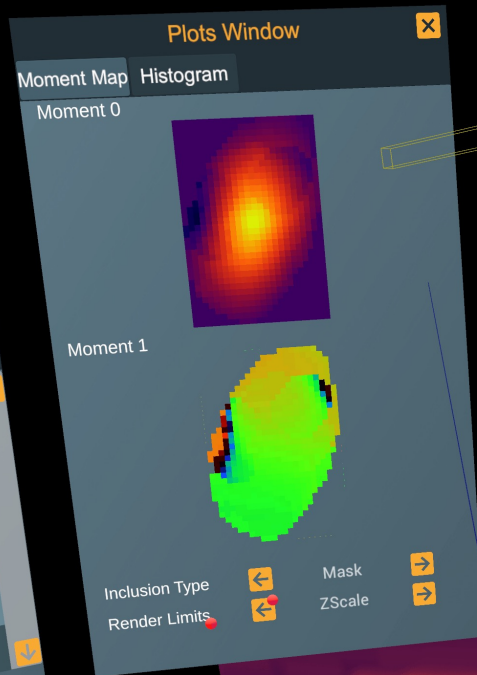 Plots Window
Moment Map Histogram
Moment 0
Moment 1
Inclusion Type Mask
Render Limits ZScale